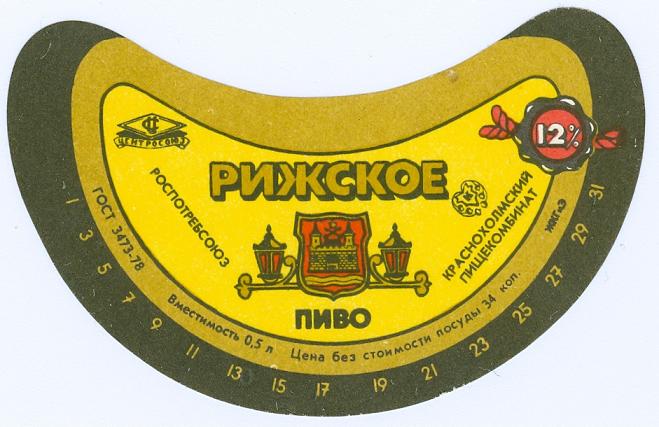 ЦЕНТРОСОЮЗ
12%
РИЖСКОЕ
ПИВО
РОСПОТРЕБСОЮЗ
КРАСНОХОЛМСКИЙ
ПИЩЕКОМБИНАТ
ГОСТ 3473-78
Вместимость 0,5 л Цена без стоимости посуды 34 коп.
1 3 5 7 9 11 13 15 17 19 21 23 25 27 29 31